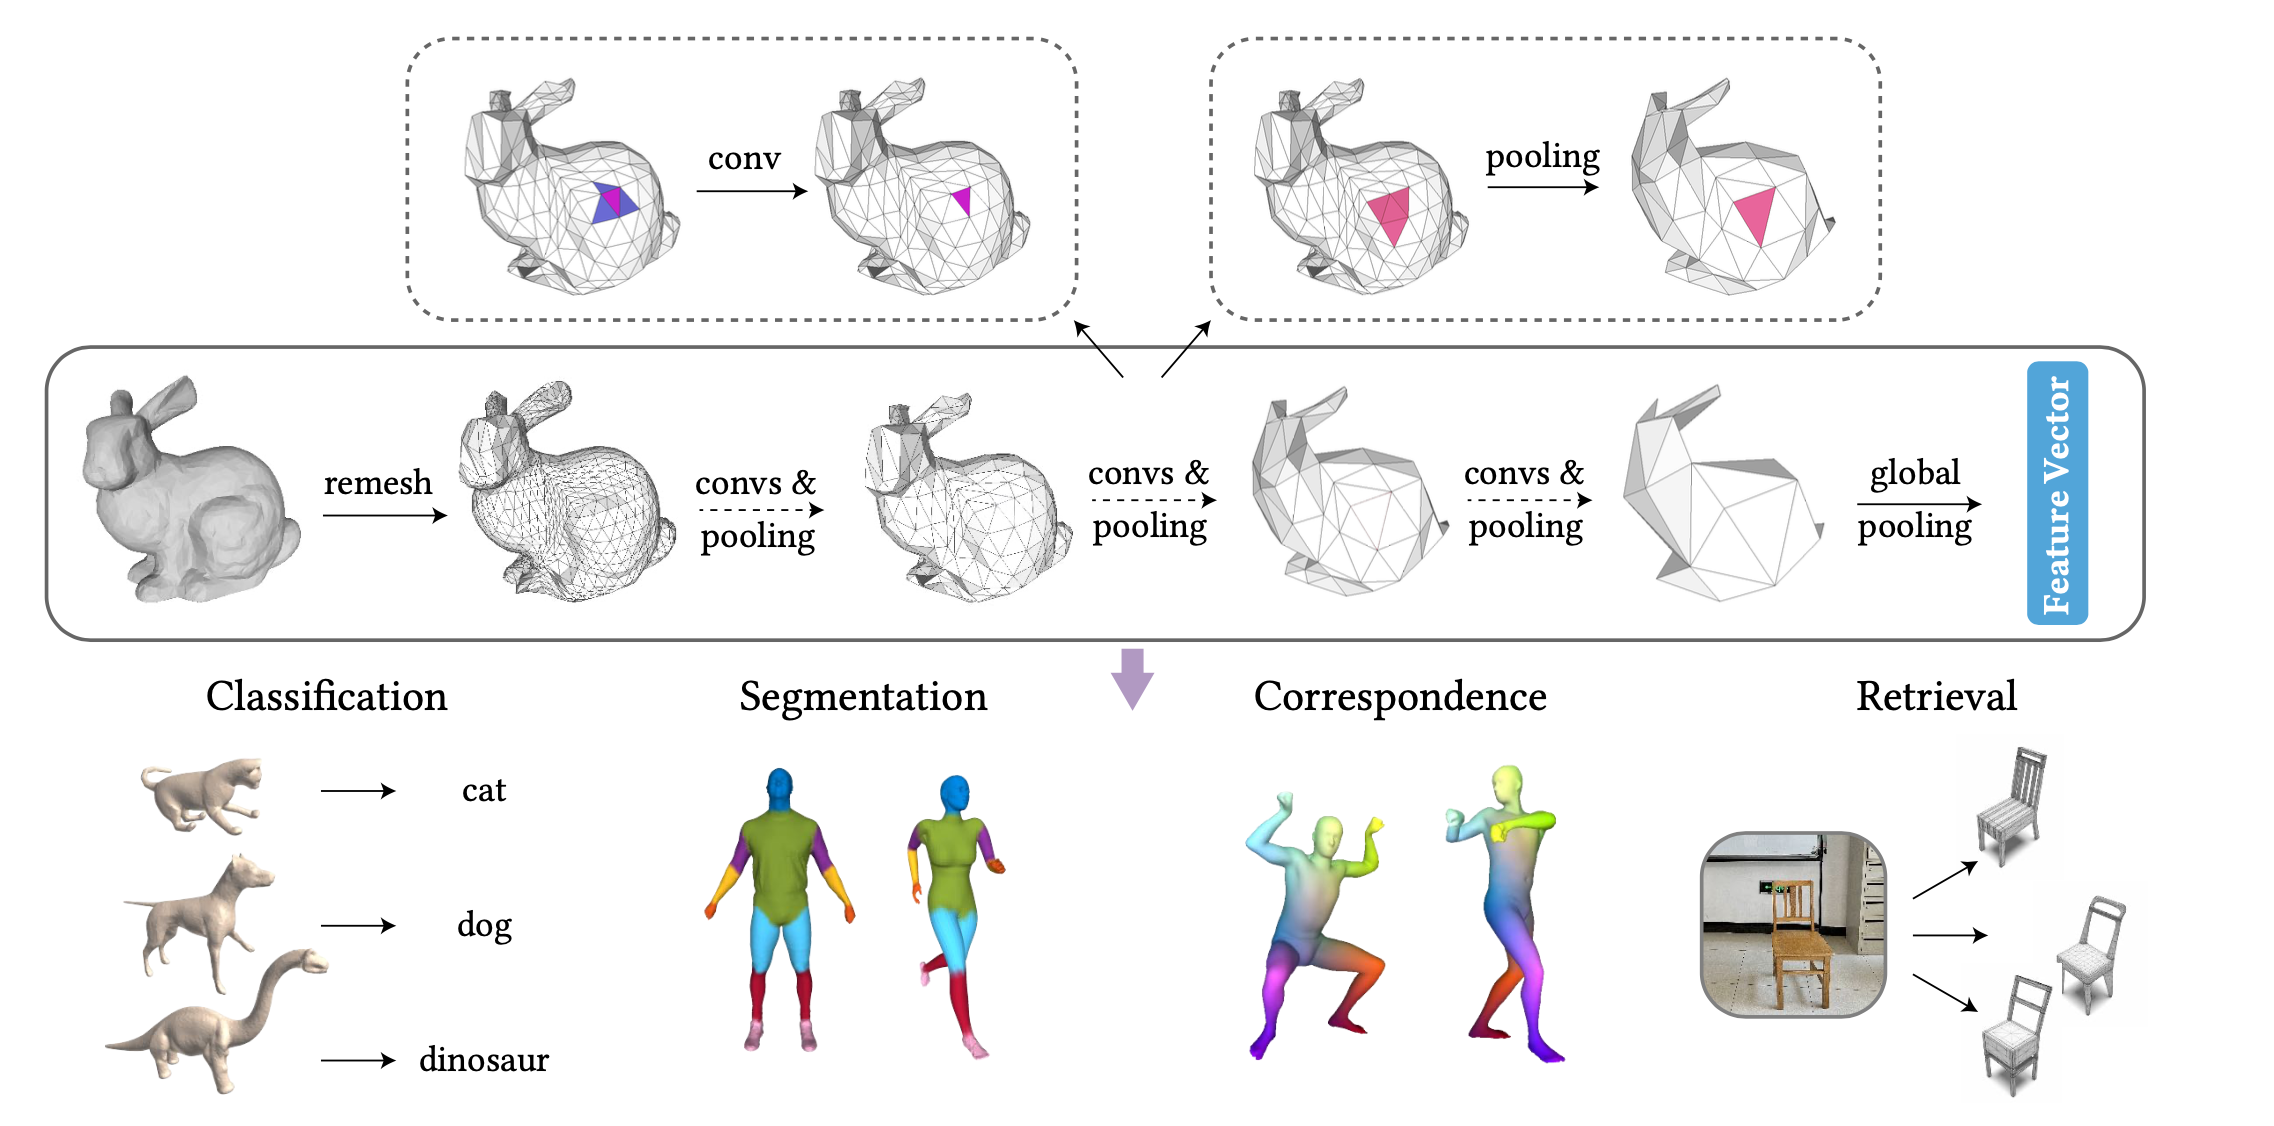 conv
pooling
remesh
convs &
pooling
convs &
pooling
convs &
pooling
global
pooling
Feature Vector
Classification
Segmentation
Correspondence
Retrieval
cat
dog
dinosaur